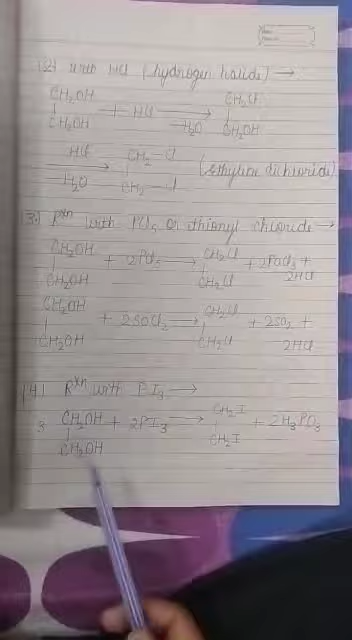 (2) with HCl (hydrogen halide) →
CH₂OH CH₂Cl
| + HCl → |
CH₂OH -H₂O CH₂OH
HCl CH₂-Cl
→ | (ethyline dichloride)
H₂O CH₂-Cl
3.) Rxn with PCl₅ or thionyl chloride →
CH₂OH CH₂Cl
| + 2PCl₅ → | + 2POCl₃ +
CH₂OH CH₂Cl 2HCl
CH₂OH CH₂Cl
| + 2SOCl₂ → | + 2SO₂ +
CH₂OH CH₂Cl 2HCl
(4.) Rxn with PI₃ →
3 CH₂OH + 2PI₃ → CH₂I + 2H₃PO₃
| |
CH₂OH CH₂I